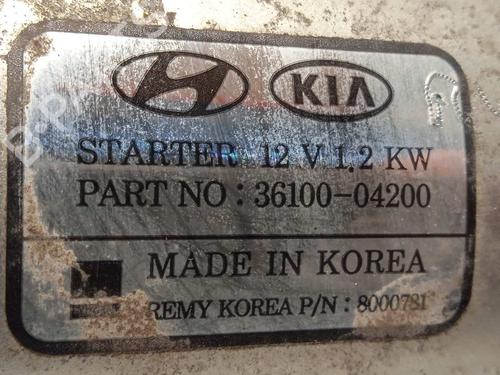 KIA
STARTER 12 V 1.2 KW
PART NO : 36100-04200
MADE IN KOREA
REMY KOREA P/N : 8000781